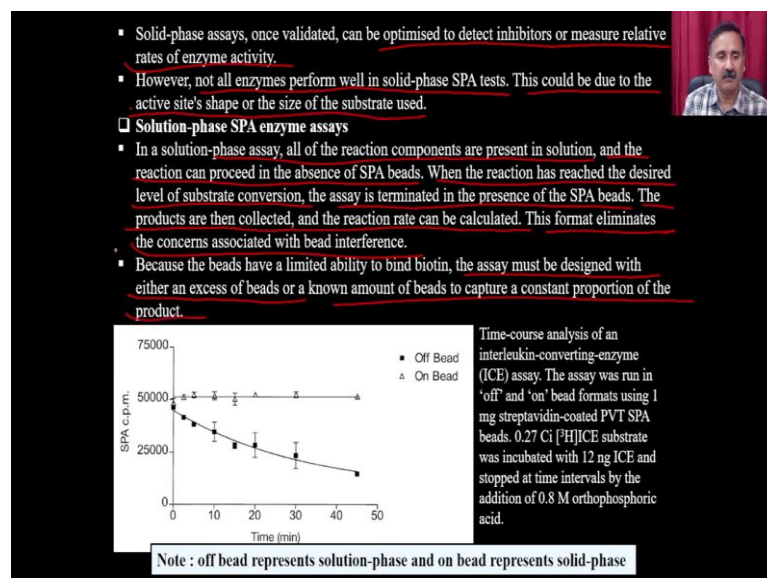 ▪ Solid-phase assays, once validated, can be optimised to detect inhibitors or measure relative
rates of enzyme activity.
▪ However, not all enzymes perform well in solid-phase SPA tests. This could be due to the
active site's shape or the size of the substrate used.
❑ Solution-phase SPA enzyme assays
▪ In a solution-phase assay, all of the reaction components are present in solution, and the
reaction can proceed in the absence of SPA beads. When the reaction has reached the desired
level of substrate conversion, the assay is terminated in the presence of the SPA beads. The
products are then collected, and the reaction rate can be calculated. This format eliminates
the concerns associated with bead interference.
▪ Because the beads have a limited ability to bind biotin, the assay must be designed with
either an excess of beads or a known amount of beads to capture a constant proportion of the
product.
75000
50000
25000
0
SPA c.p.m.
Off Bead
On Bead
0 10 20 30 40 50
Time (min)
Time-course analysis of an
interleukin-converting-enzyme
(ICE) assay. The assay was run in
'off' and 'on' bead formats using 1
mg streptavidin-coated PVT SPA
beads. 0.27 Ci [³H]ICE substrate
was incubated with 12 ng ICE and
stopped at time intervals by the
addition of 0.8 M orthophosphoric
acid.
Note : off bead represents solution-phase and on bead represents solid-phase